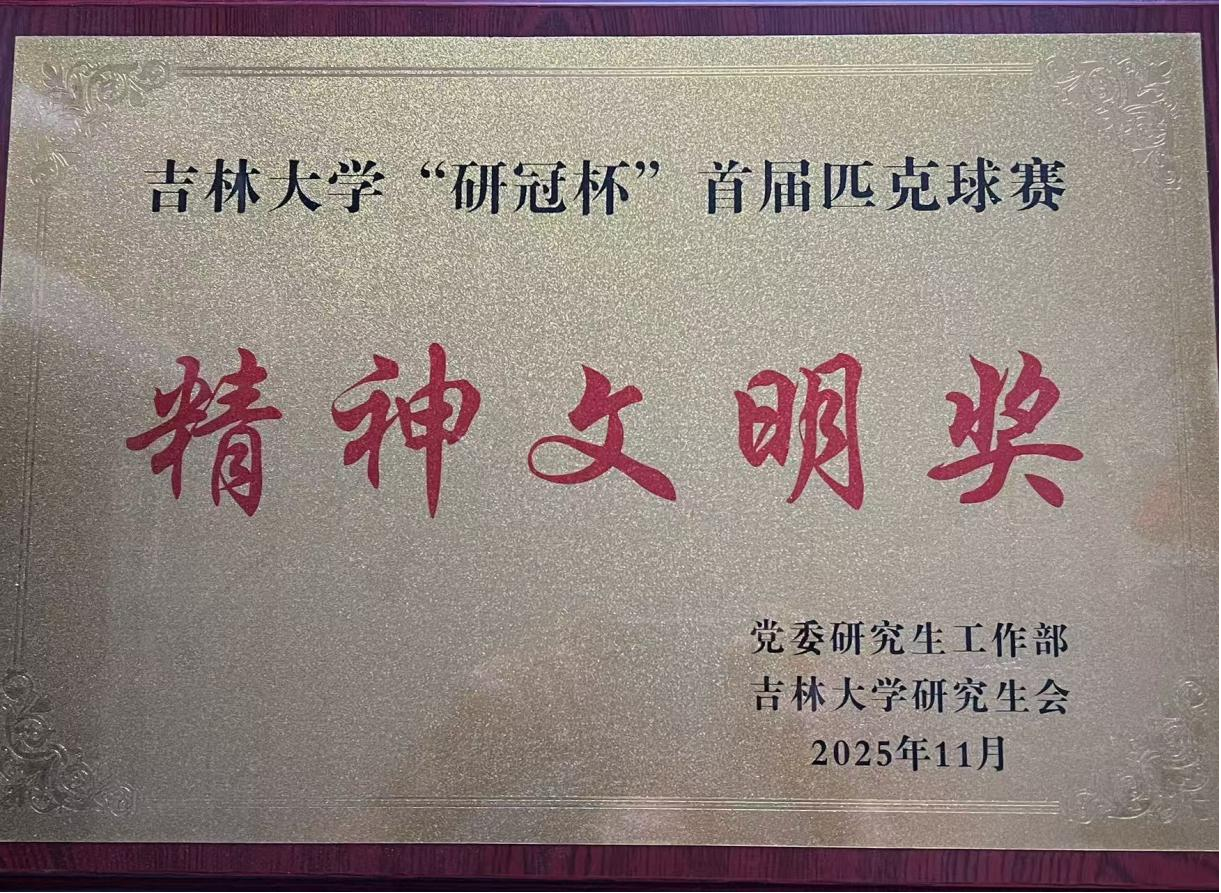 吉林大学“研冠杯”首届匹克球赛
精神文明奖
党委研究生工作部
吉林大学研究生会
2025年11月